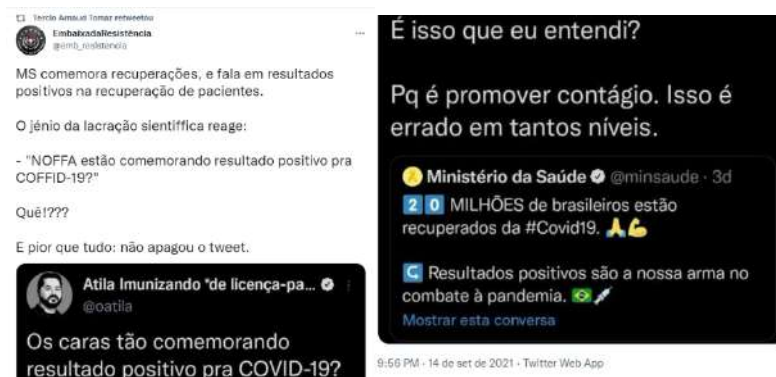 Tercio Arnaud Tomaz retweetou
EmbaixadaResistência
@emb_resistencia
MS comemora recuperações, e fala em resultados
positivos na recuperação de pacientes.
O jênio da lacração sientiffica reage:
- "NOFFA estão comemorando resultado positivo pra
COFFID-19?"
Quê!???
E pior que tudo: não apagou o tweet.
Atila Imunizando "de licença-pa...
@oatila
Os caras tão comemorando
resultado positivo pra COVID-19?
É isso que eu entendi?
Pq é promover contágio. Isso é
errado em tantos níveis.
Ministério da Saúde @minsaude · 3d
2 0 MILHÕES de brasileiros estão
recuperados da #Covid19.
Resultados positivos são a nossa arma no
combate à pandemia.
Mostrar esta conversa
9:56 PM · 14 de set de 2021 · Twitter Web App